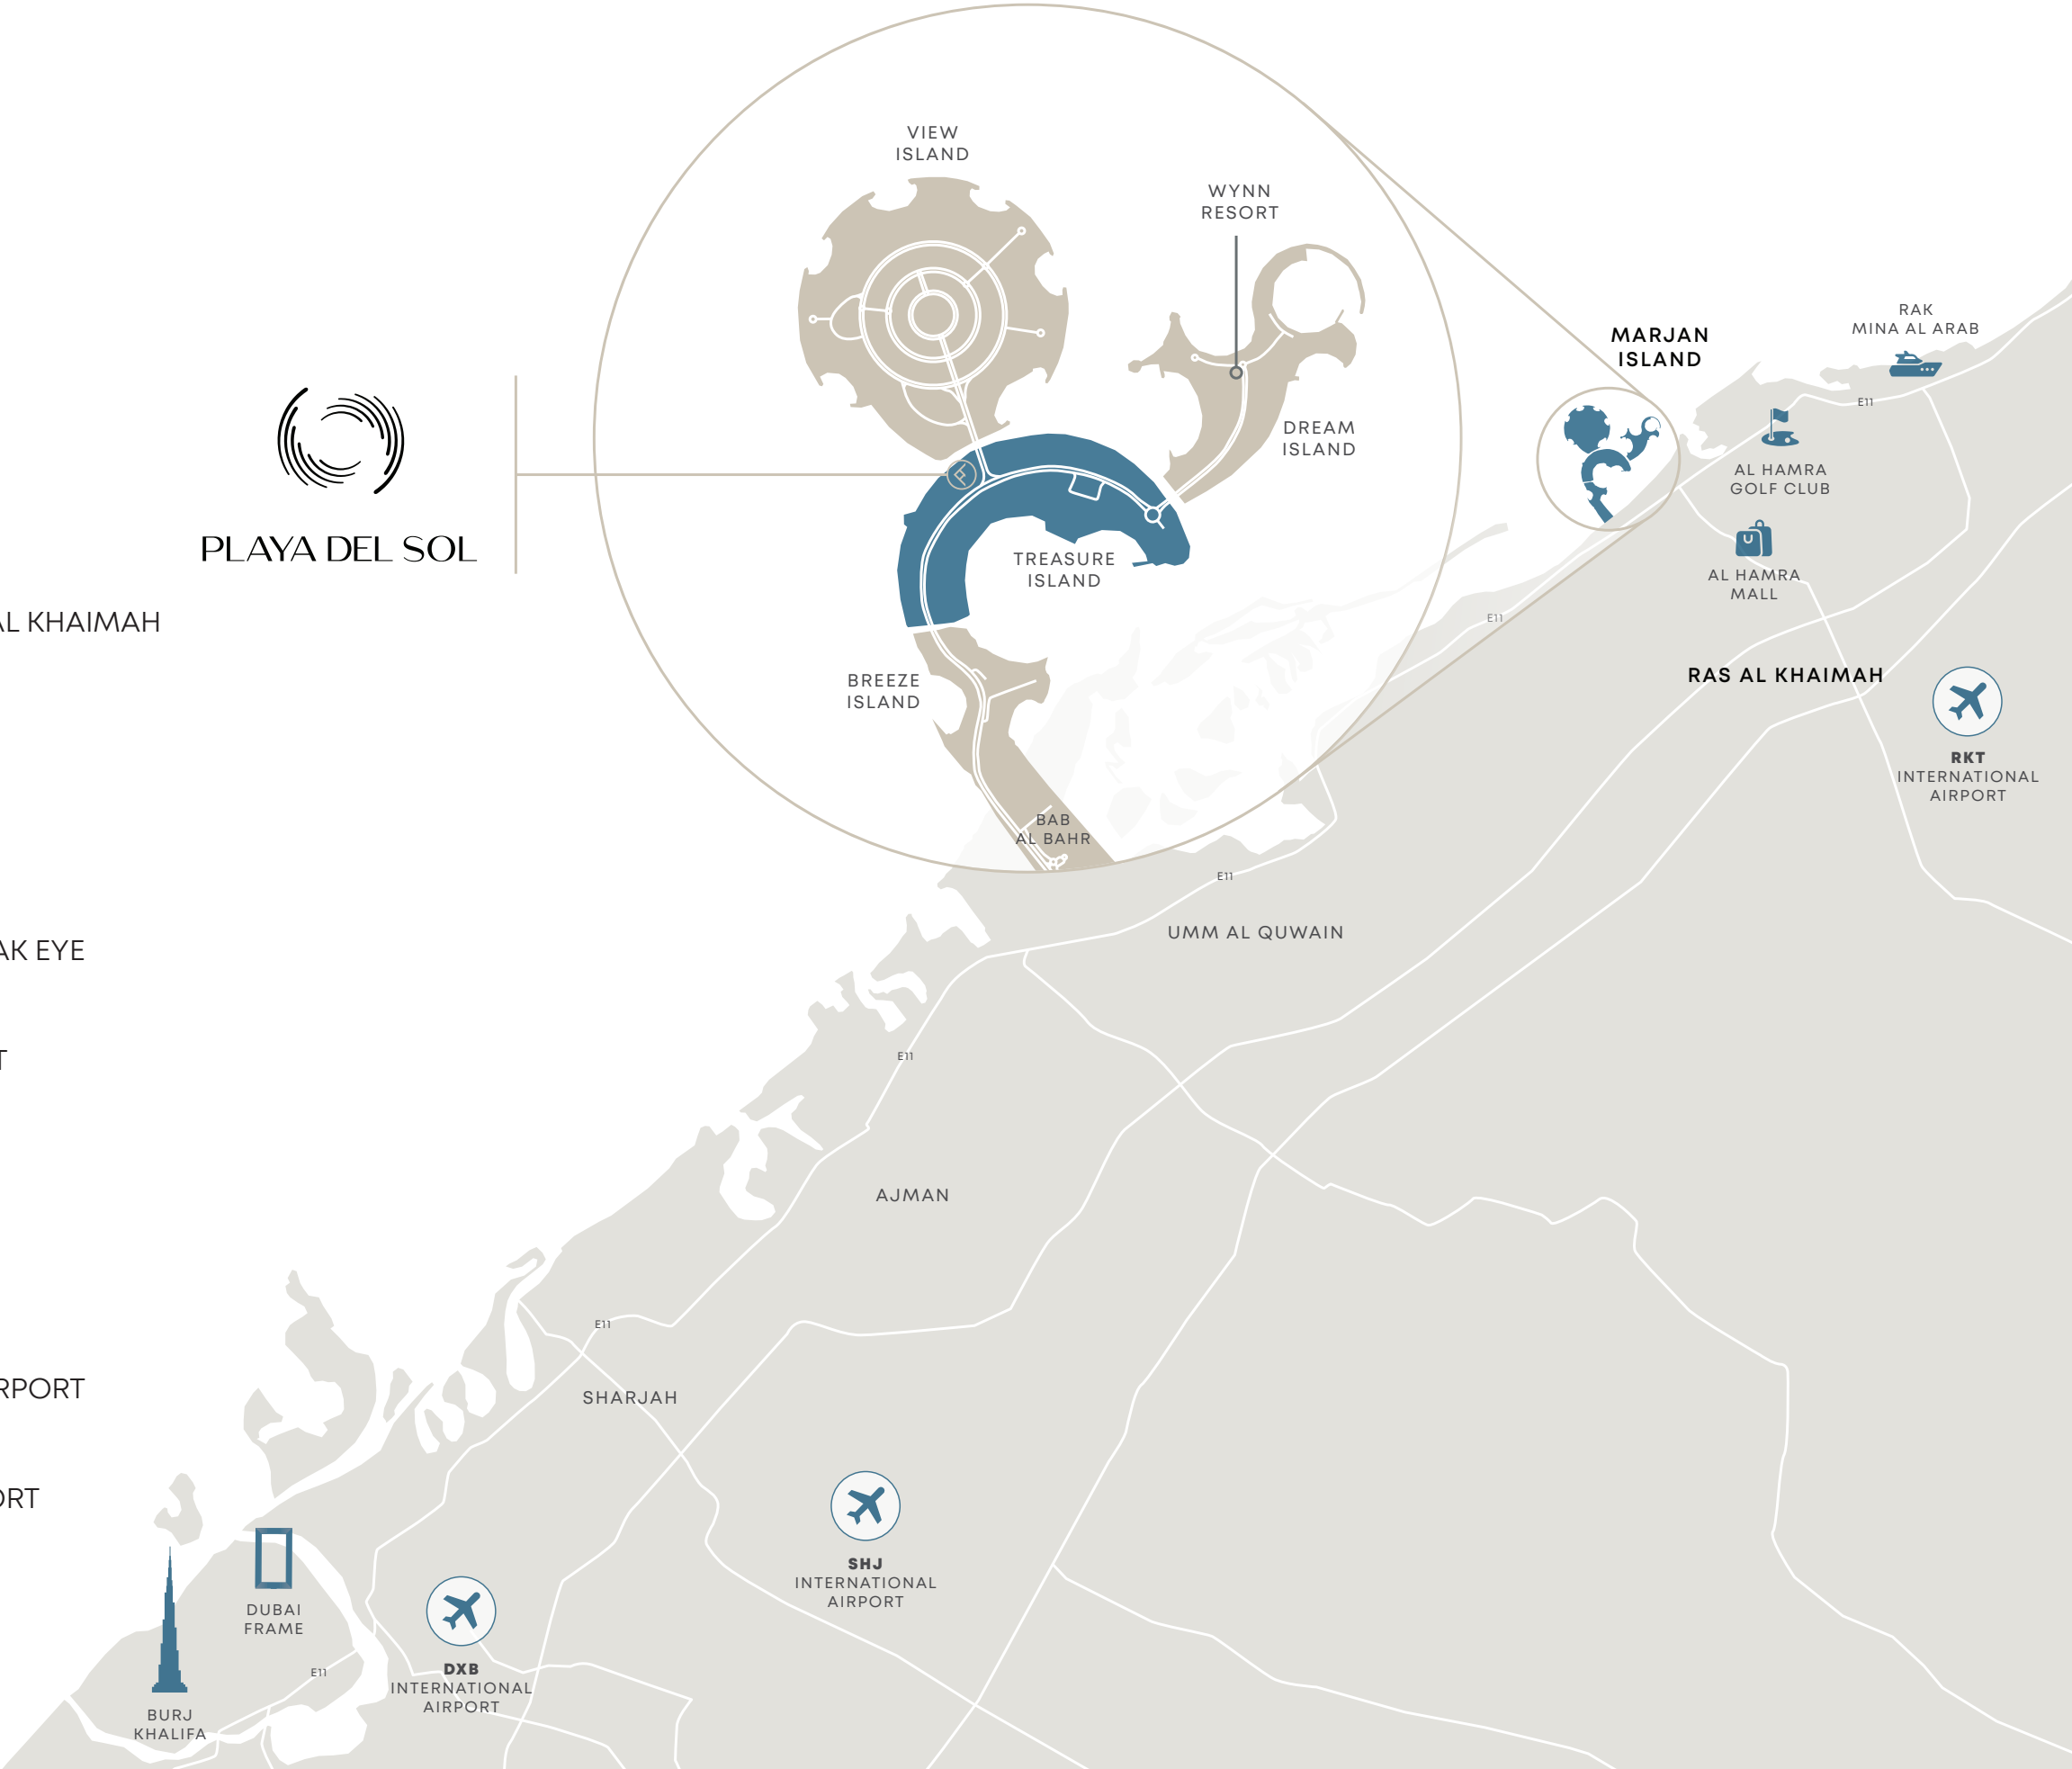 VIEW
ISLAND
WYNN
RESORT
RAK
MINA AL ARAB
MARJAN
ISLAND
E11
DREAM
ISLAND
AL HAMRA
GOLF CLUB
PLAYA DEL SOL
TREASURE
ISLAND
AL HAMRA
MALL
AL KHAIMAH
E11
RAS AL KHAIMAH
BREEZE
ISLAND
RKT
INTERNATIONAL
AIRPORT
BAB
AL BAHR
E11
UMM AL QUWAIN
AK EYE
T
E11
AJMAN
E11
RPORT
SHARJAH
ORT
SHJ
INTERNATIONAL
AIRPORT
DUBAI
FRAME
E11
DXB
INTERNATIONAL
AIRPORT
BURJ
KHALIFA